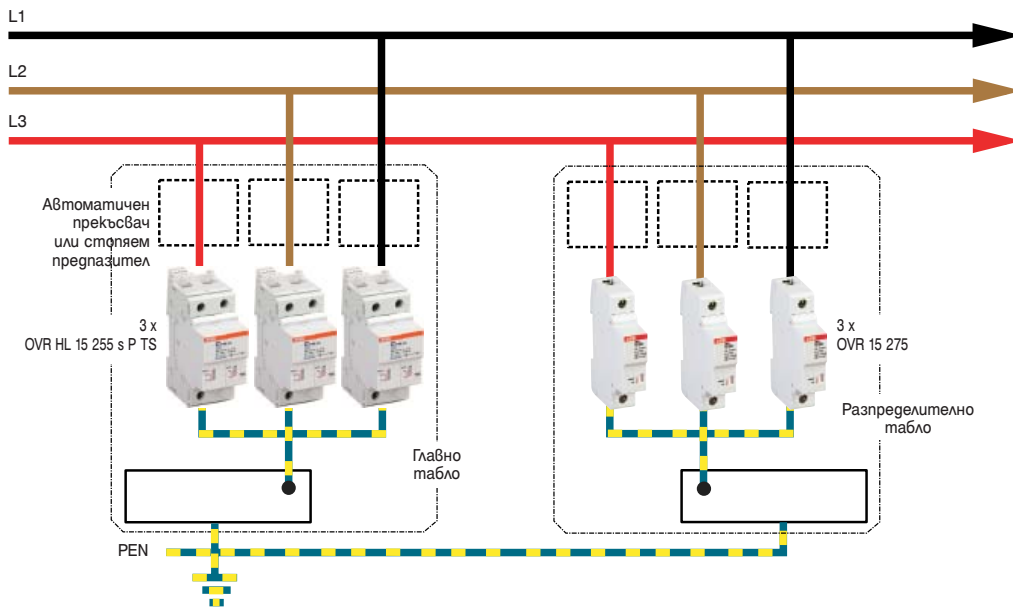 L1
L2
L3
Автоматичен
прекъсвач
или стопяем
предпазител
3 x
OVR HL 15 255 s P TS
3 x
OVR 15 275
Разпределително
табло
Главно
табло
PEN